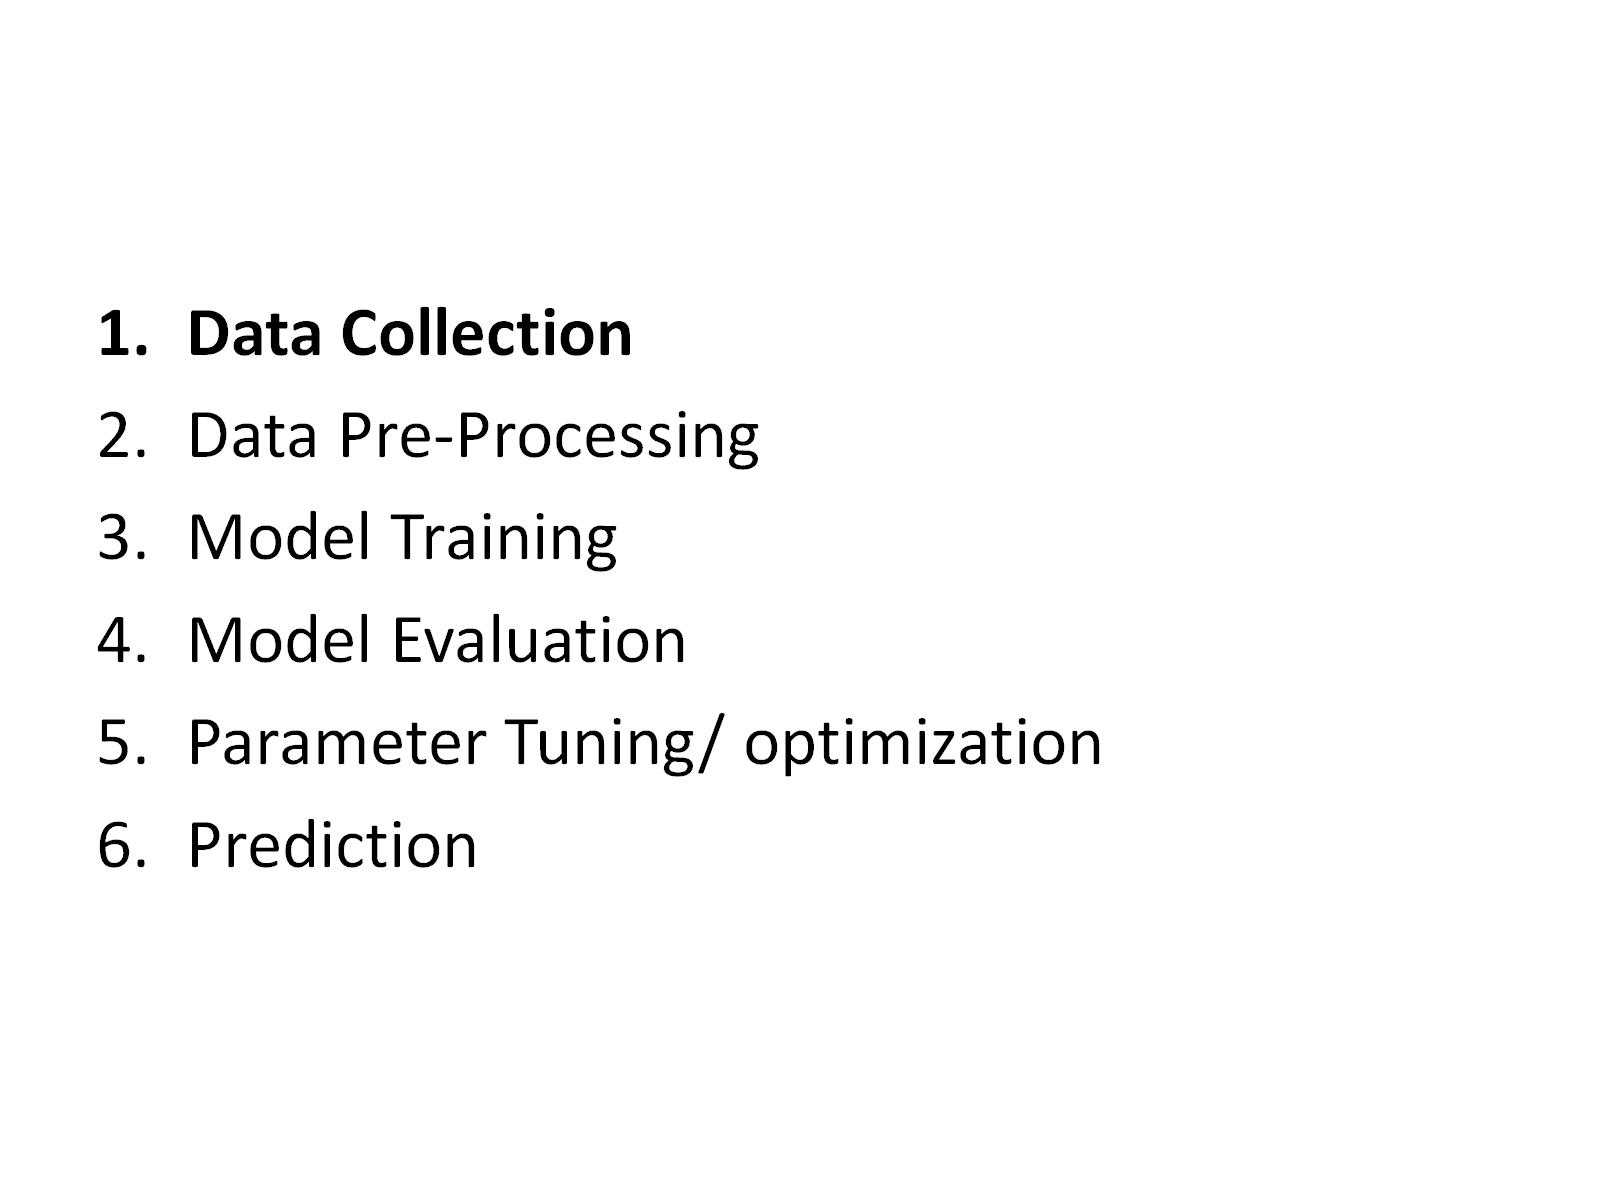 1. Data Collection
2. Data Pre-Processing
3. Model Training
4. Model Evaluation
5. Parameter Tuning/ optimization
6. Prediction